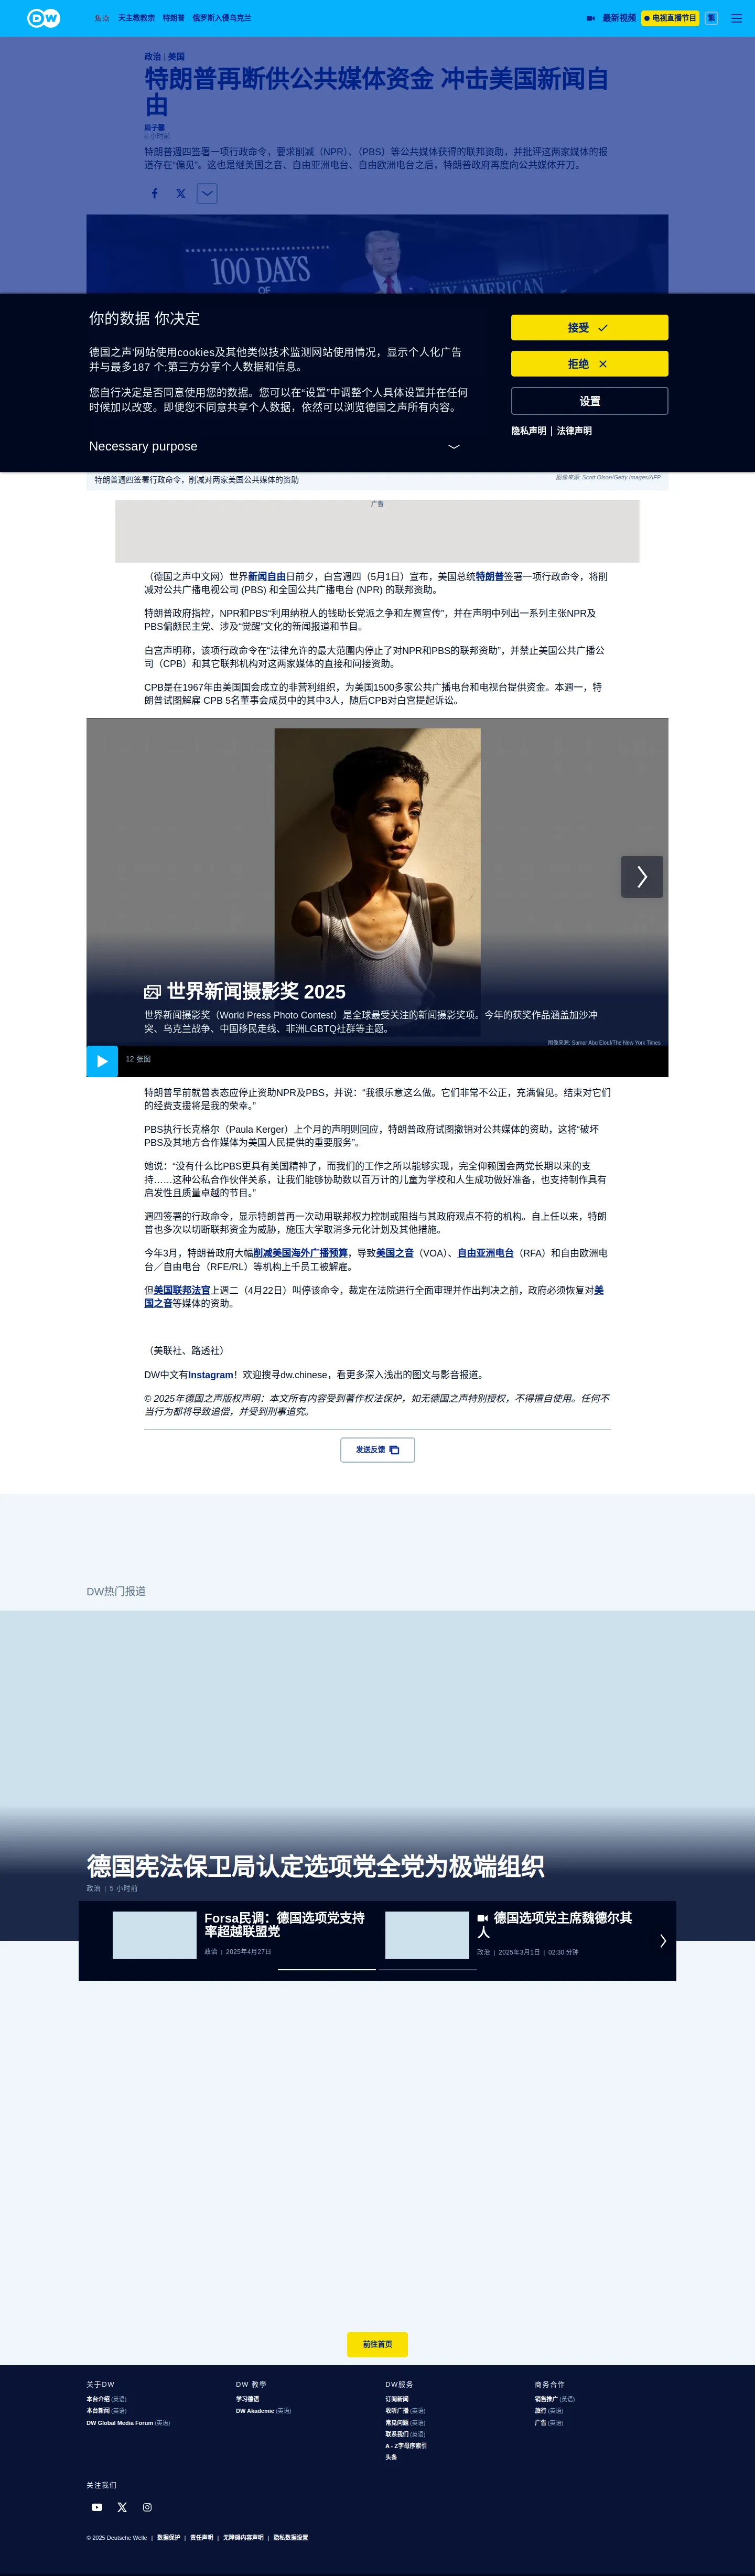 DW
焦点
天主教教宗
特朗普
俄罗斯入侵乌克兰
最新视频
电视直播节目
繁
政治 | 美国
特朗普再断供公共媒体资金 冲击美国新闻自
由
周子馨
8 小时前
特朗普週四签署一项行政命令，要求削减（NPR）、（PBS）等公共媒体获得的联邦资助，并批评这两家媒体的报
道存在“偏见”。这也是继美国之音、自由亚洲电台、自由欧洲电台之后，特朗普政府再度向公共媒体开刀。
100 DAYS
OF
BUY AMERICAN
你的数据 你决定
德国之声'网站使用cookies及其他类似技术监测网站使用情况，显示个人化广告
并与最多187 个;第三方分享个人数据和信息。
您自行决定是否同意使用您的数据。您可以在“设置”中调整个人具体设置并在任何
时候加以改变。即便您不同意共享个人数据，依然可以浏览德国之声所有内容。
Necessary purpose
接受
拒绝
设置
隐私声明 | 法律声明
特朗普週四签署行政命令，削减对两家美国公共媒体的资助
图像来源: Scott Olson/Getty Images/AFP
广告
（德国之声中文网）世界新闻自由日前夕，白宫週四（5月1日）宣布，美国总统特朗普签署一项行政命令，将削
减对公共广播电视公司 (PBS) 和全国公共广播电台 (NPR) 的联邦资助。
特朗普政府指控，NPR和PBS“利用纳税人的钱助长党派之争和左翼宣传”，并在声明中列出一系列主张NPR及
PBS偏颇民主党、涉及“觉醒”文化的新闻报道和节目。
白宫声明称，该项行政命令在“法律允许的最大范圍内停止了对NPR和PBS的联邦资助”，并禁止美国公共广播公
司（CPB）和其它联邦机构对这两家媒体的直接和间接资助。
CPB是在1967年由美国国会成立的非营利组织，为美国1500多家公共广播电台和电视台提供资金。本週一，特
朗普试图解雇 CPB 5名董事会成员中的其中3人，随后CPB对白宫提起诉讼。
世界新闻摄影奖 2025
世界新闻摄影奖（World Press Photo Contest）是全球最受关注的新闻摄影奖项。今年的获奖作品涵盖加沙冲
突、乌克兰战争、中国移民走线、非洲LGBTQ社群等主题。
图像来源: Samar Abu Elouf/The New York Times
12 张图
特朗普早前就曾表态应停止资助NPR及PBS，并说：“我很乐意这么做。它们非常不公正，充满偏见。结束对它们
的经费支援将是我的荣幸。”
PBS执行长克格尔（Paula Kerger）上个月的声明则回应，特朗普政府试图撤销对公共媒体的资助，这将“破坏
PBS及其地方合作媒体为美国人民提供的重要服务”。
她说：“没有什么比PBS更具有美国精神了，而我们的工作之所以能够实现，完全仰赖国会两党长期以来的支
持……这种公私合作伙伴关系，让我们能够协助数以百万计的儿童为学校和人生成功做好准备，也支持制作具有
启发性且质量卓越的节目。”
週四签署的行政命令，显示特朗普再一次动用联邦权力控制或阻挡与其政府观点不符的机构。自上任以来，特朗
普也多次以切断联邦资金为威胁，施压大学取消多元化计划及其他措施。
今年3月，特朗普政府大幅削减美国海外广播预算，导致美国之音（VOA）、自由亚洲电台（RFA）和自由欧洲电
台／自由电台（RFE/RL）等机构上千员工被解雇。
但美国联邦法官上週二（4月22日）叫停该命令，裁定在法院进行全面审理并作出判决之前，政府必须恢复对美
国之音等媒体的资助。
（美联社、路透社）
DW中文有Instagram！欢迎搜寻dw.chinese，看更多深入浅出的图文与影音报道。
© 2025年德国之声版权声明：本文所有内容受到著作权法保护，如无德国之声特别授权，不得擅自使用。任何不
当行为都将导致追偿，并受到刑事追究。
发送反馈
DW热门报道
德国宪法保卫局认定选项党全党为极端组织
政治 | 5 小时前
Forsa民调：德国选项党支持
率超越联盟党
政治 | 2025年4月27日
德国选项党主席魏德尔其
人
政治 | 2025年3月1日 | 02:30 分钟
前往首页
关于DW
本台介绍 (英语)
本台新闻 (英语)
DW Global Media Forum (英语)
DW 教學
学习德语
DW Akademie (英语)
DW服务
订阅新闻
收听广播 (英语)
常见问题 (英语)
联系我们 (英语)
A - Z字母序索引
头条
商务合作
销售推广 (英语)
旅行 (英语)
广告 (英语)
关注我们
© 2025 Deutsche Welle | 数据保护 | 责任声明 | 无障碍内容声明 | 隐私数据设置